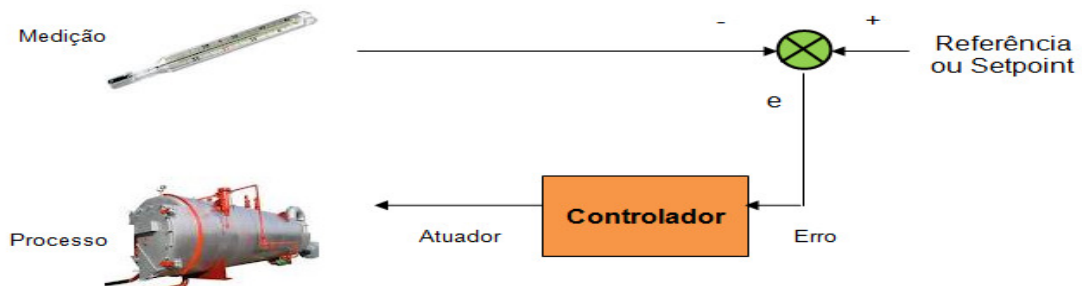 Medição
-
+
Referência
ou Setpoint
e
Processo
Atuador
Controlador
Erro